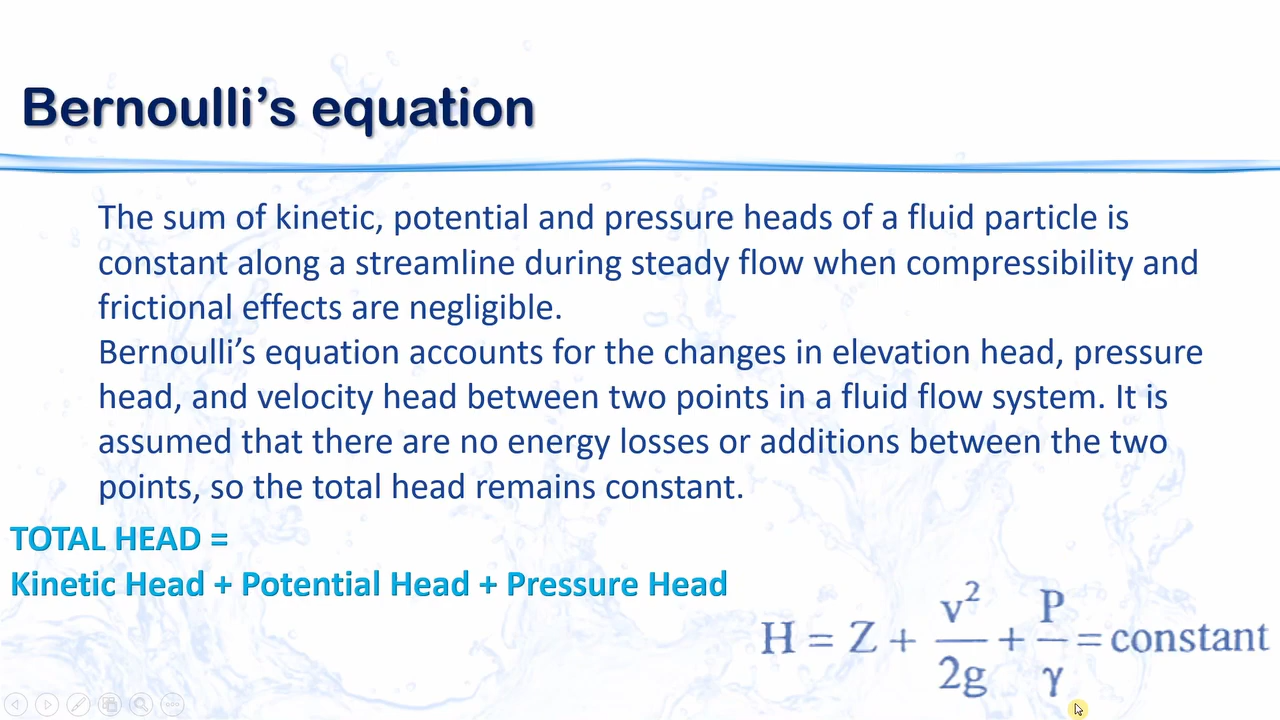 Bernoulli’s equation
The sum of kinetic, potential and pressure heads of a fluid particle is
constant along a streamline during steady flow when compressibility and
frictional effects are negligible.
Bernoulli’s equation accounts for the changes in elevation head, pressure
head, and velocity head between two points in a fluid flow system. It is
assumed that there are no energy losses or additions between the two
points, so the total head remains constant.
TOTAL HEAD =
Kinetic Head + Potential Head + Pressure Head
H = Z + v²/2g + P/γ = constant